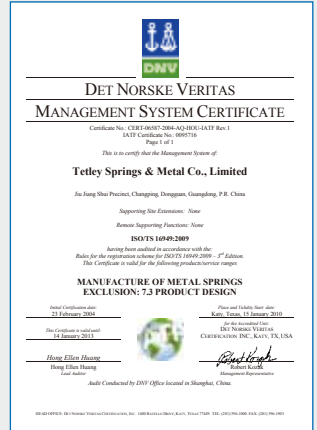 DNV
DET NORSKE VERITAS
MANAGEMENT SYSTEM CERTIFICATE
Certificate No.: CERT-06587-2004-AQ-HOU-IATF Rev.1
IATF Certificate No.: 0095716
Page 1 of 1
This is to certify that the Management System of:
Tetley Springs & Metal Co., Limited
Jiu Jiang Shui Precinct, Changping, Dongguan, Guangdong, P.R. China
Supporting Site Extensions: None
Remote Supporting Functions: None
ISO/TS 16949:2009
having been audited in accordance with the:
Rules for the registration scheme for ISO/TS 16949:2009 – 3rd Edition
This Certificate is valid for the following products/service ranges
MANUFACTURE OF METAL SPRINGS
EXCLUSION: 7.3 PRODUCT DESIGN
Initial Certification date:
23 February 2004
Place and Validity Start date
Katy, Texas, 15 January 2010
This Certificate is valid until:
14 January 2013
for the Accredited Unit:
DET NORSKE VERITAS
CERTIFICATION INC., KATY, TX, USA
Hong Ellen Huang
Hong Ellen Huang
Lead Auditor
Robert Kozak
Management Representative
Audit Conducted by DNV Office located in Shanghai, China.
HEAD OFFICE: DET NORSKE VERITAS CERTIFICATION, INC.